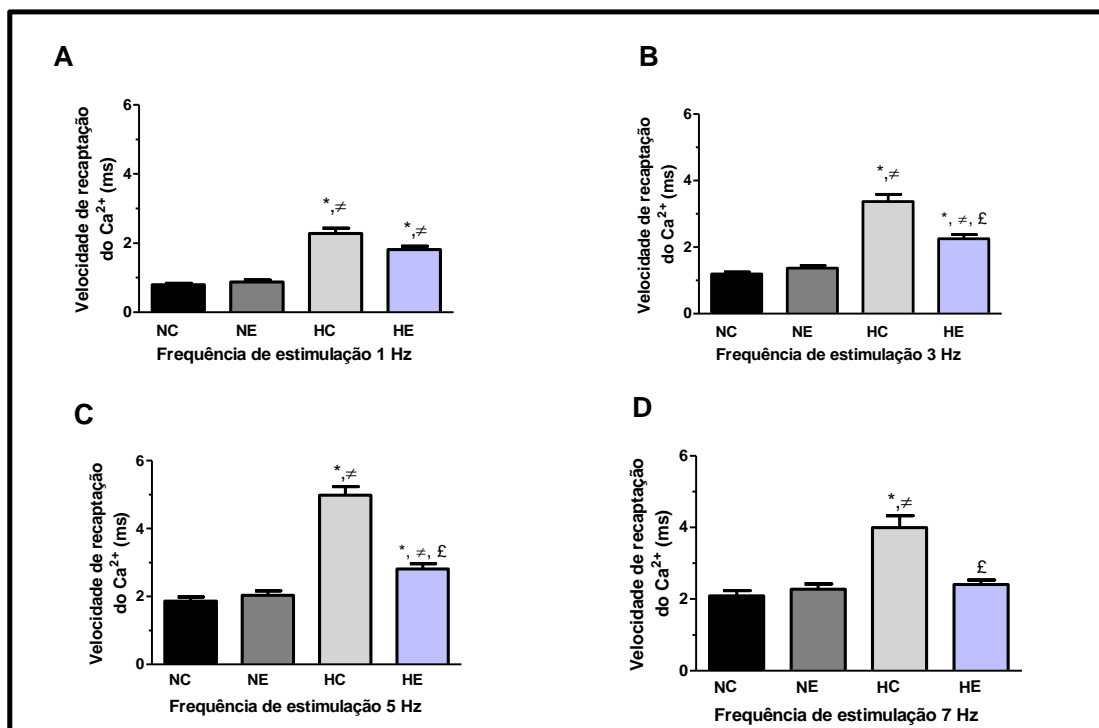 A
Velocidade de recaptação
do Ca²⁺ (ms)
6
4
2
0
*,≠
*,≠
NC NE HC HE
Frequência de estimulação 1 Hz
B
Velocidade de recaptação
do Ca²⁺ (ms)
6
4
2
0
*,≠
*, ≠, £
NC NE HC HE
Frequência de estimulação 3 Hz
C
Velocidade de recaptação
do Ca²⁺ (ms)
6
4
2
0
*,≠
*, ≠, £
NC NE HC HE
Frequência de estimulação 5 Hz
D
Velocidade de recaptação
do Ca²⁺ (ms)
6
4
2
0
*,≠
£
NC NE HC HE
Frequência de estimulação 7 Hz